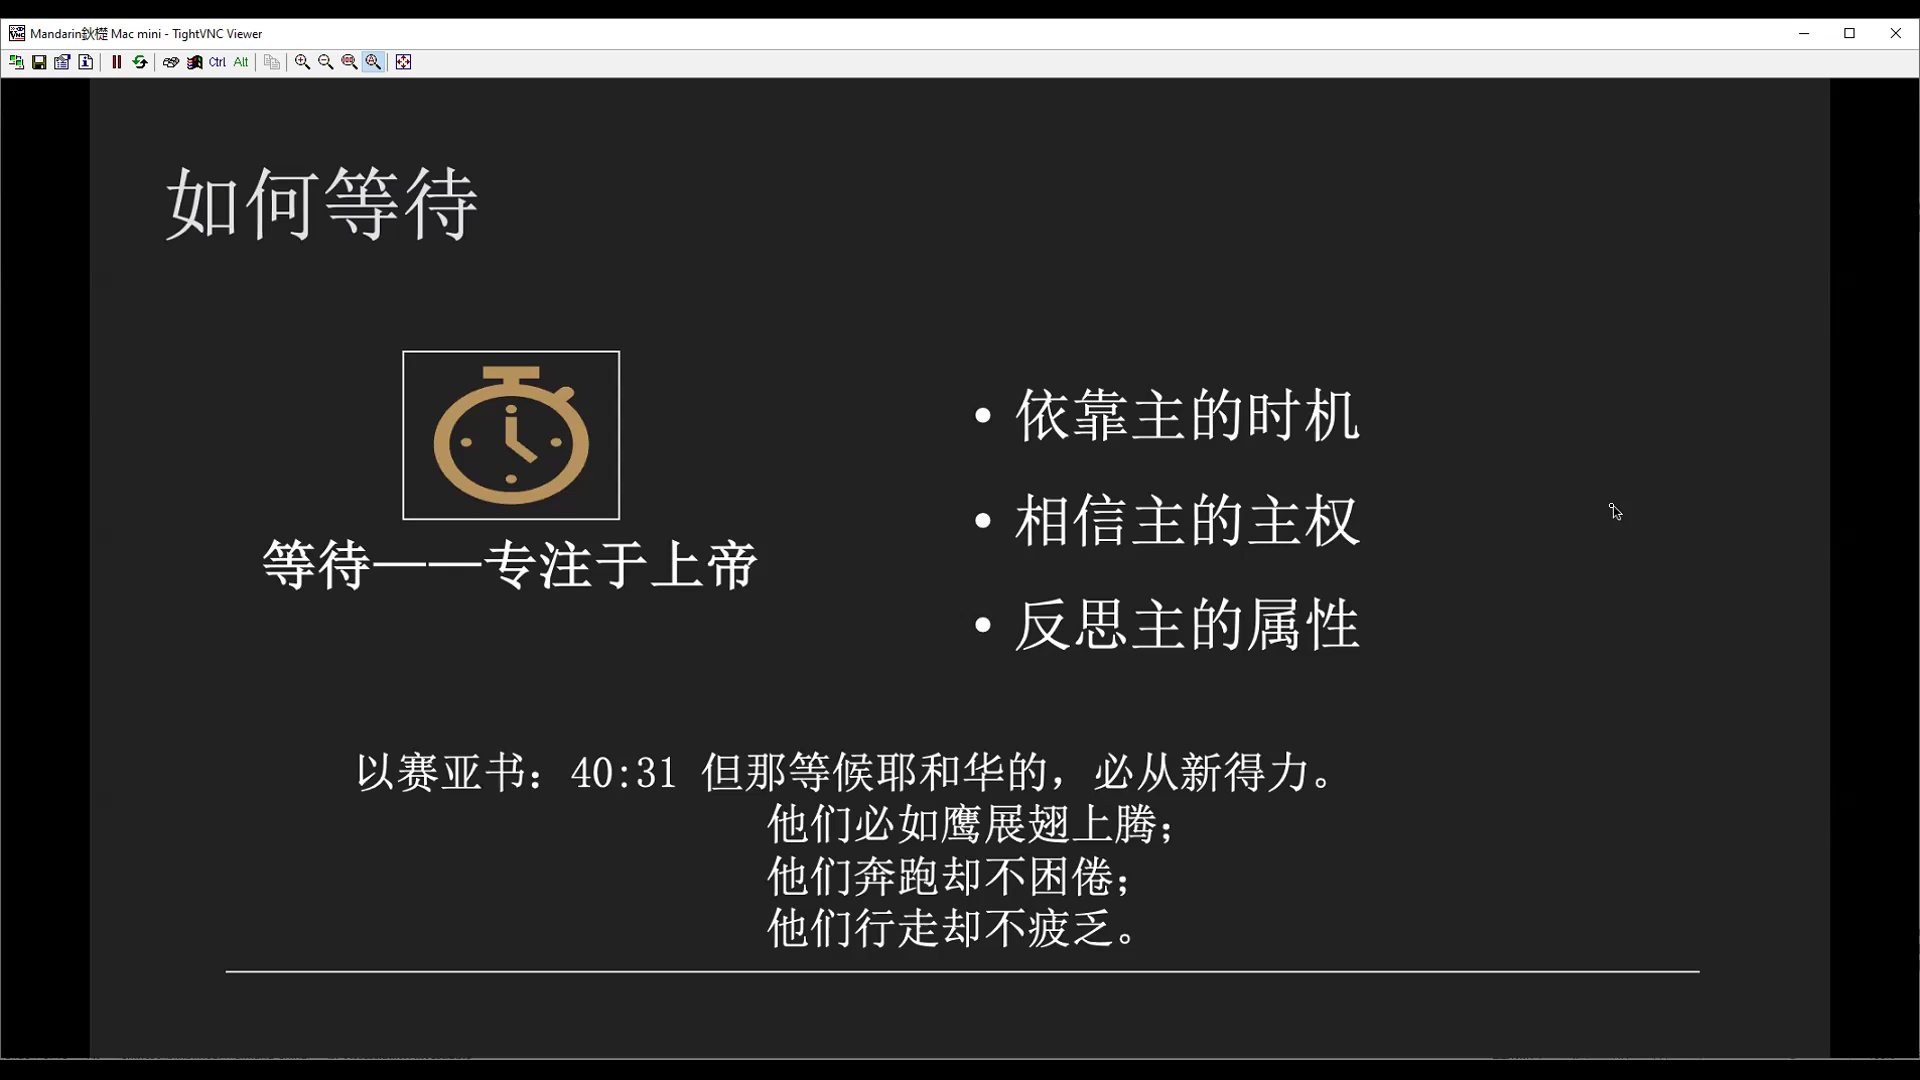 Mandarin鈥檚 Mac mini - TightVNC Viewer
Ctrl Alt
如何等待
等待——专注于上帝
• 依靠主的时机
• 相信主的主权
• 反思主的属性
以赛亚书：40:31 但那等候耶和华的，必从新得力。
他们必如鹰展翅上腾；
他们奔跑却不困倦；
他们行走却不疲乏。